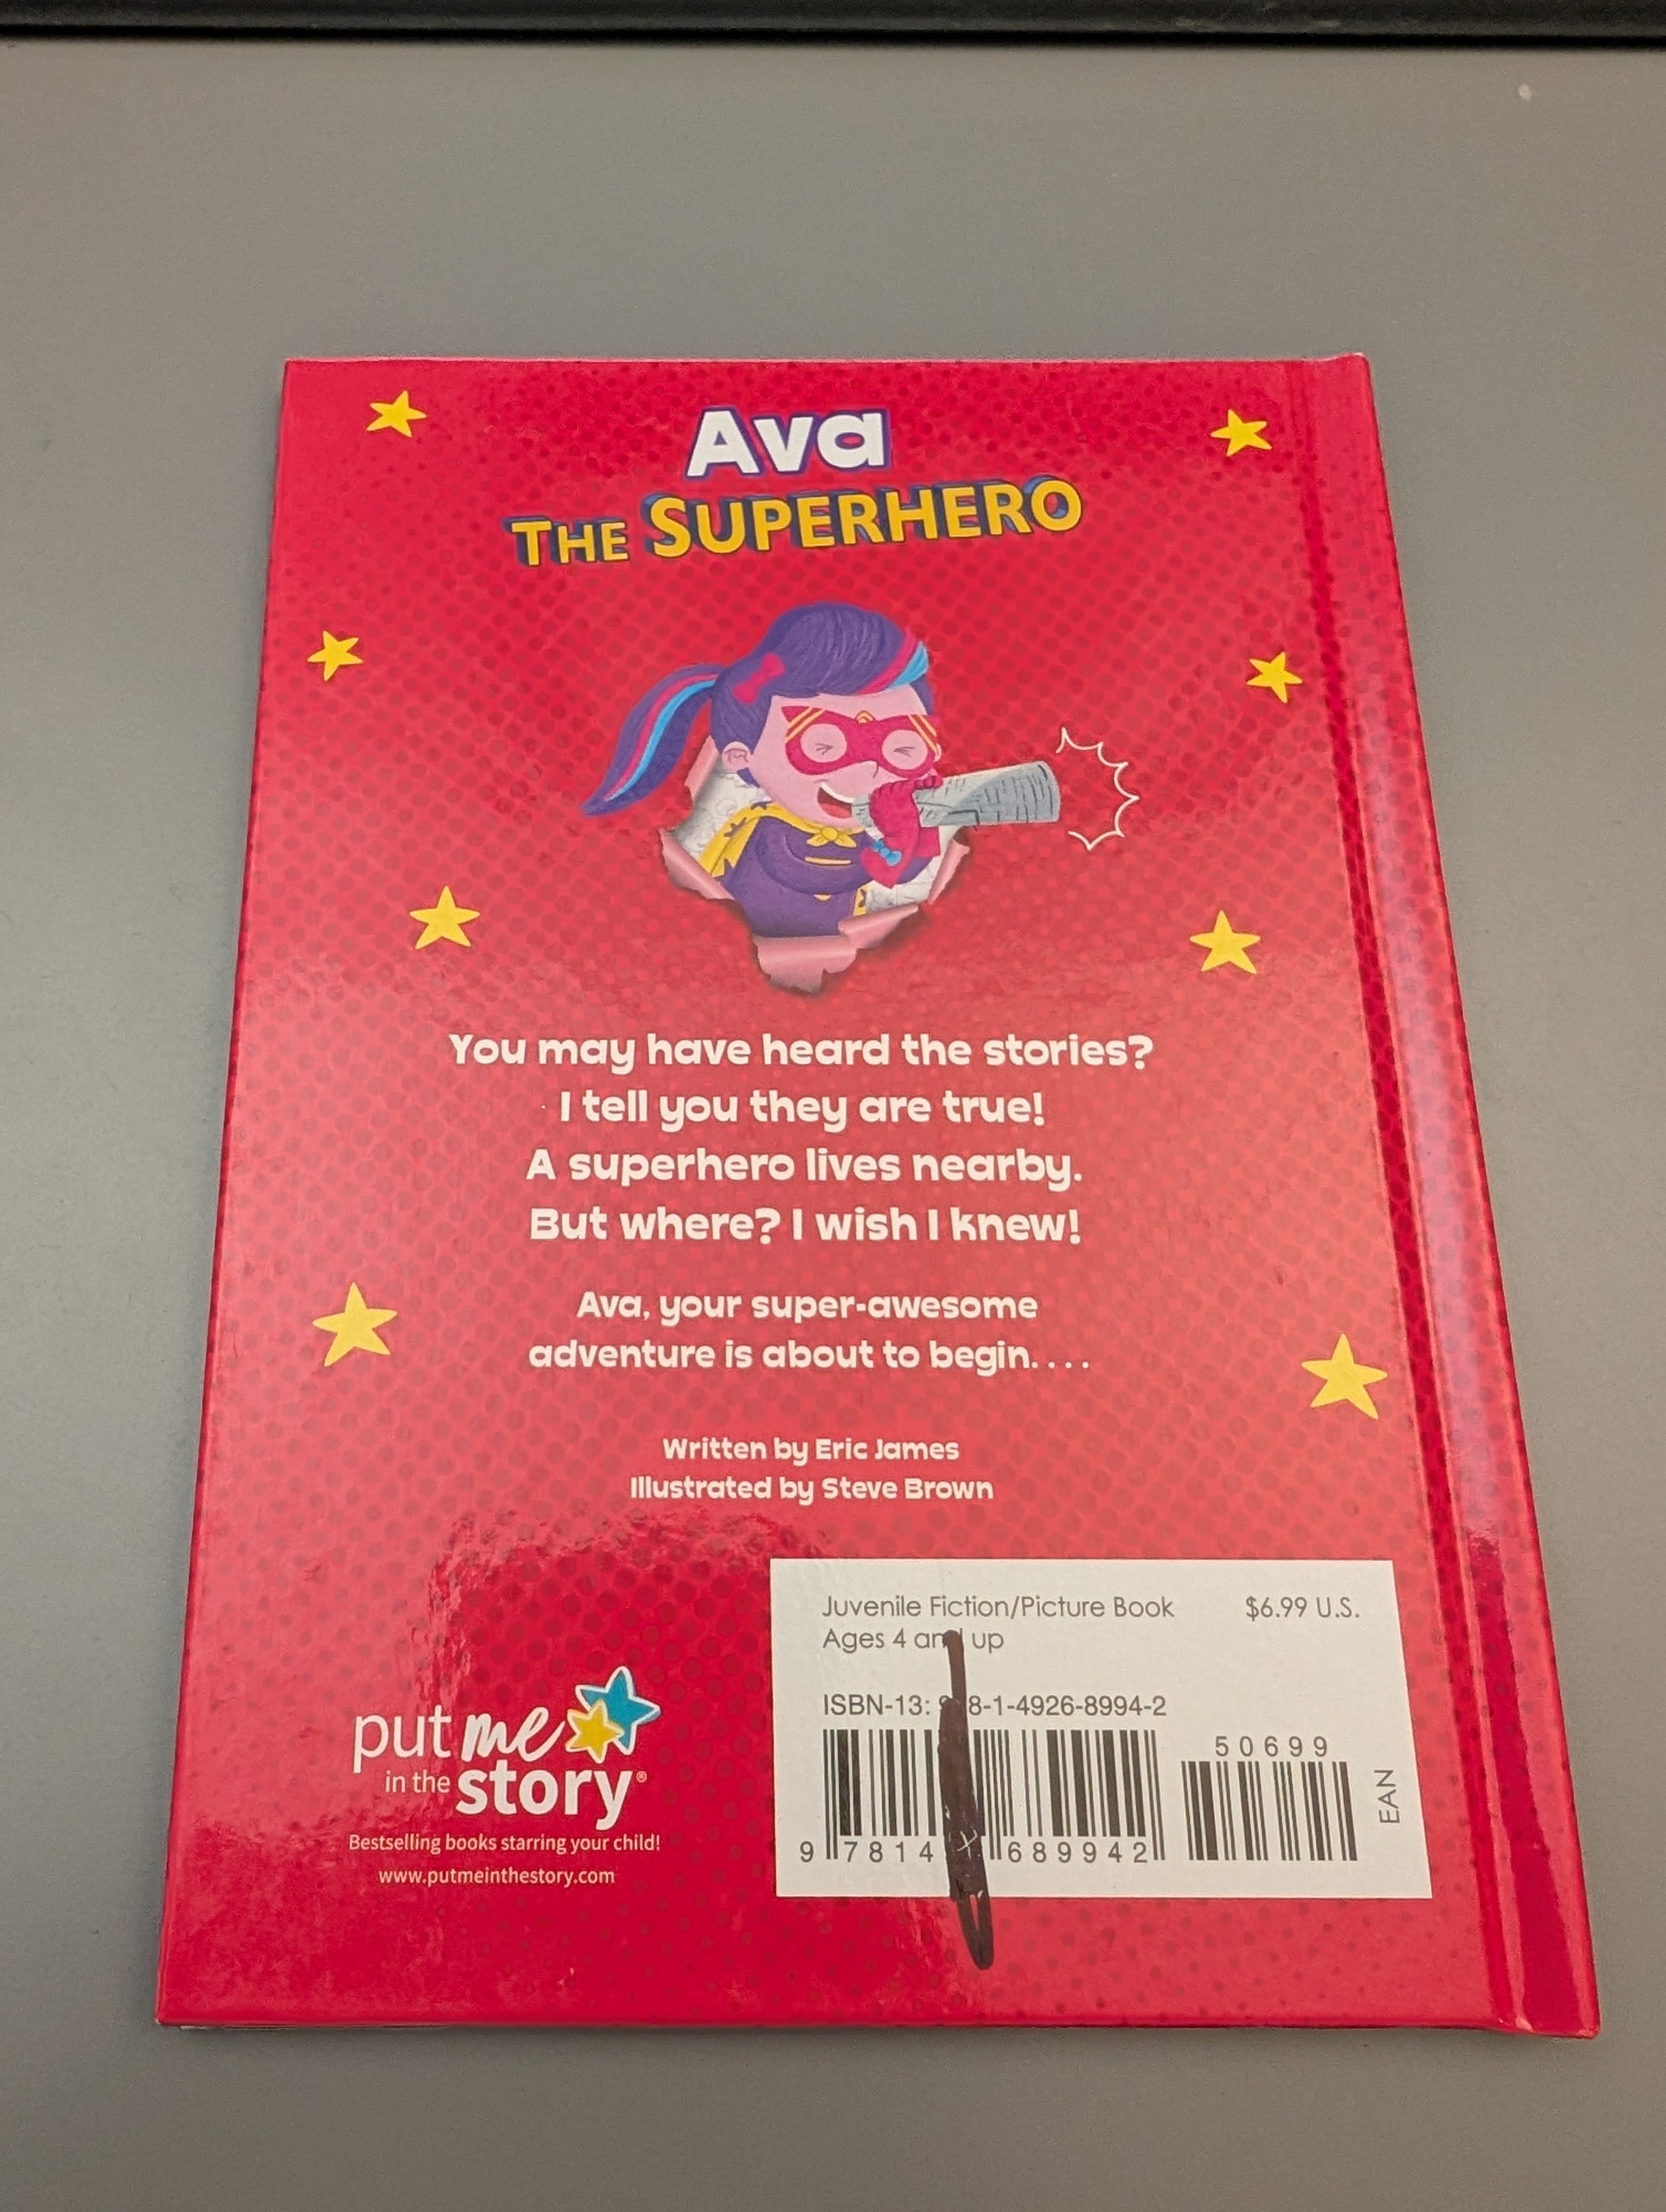 Ava
THE SUPERHERO
You may have heard the stories?
I tell you they are true!
A superhero lives nearby.
But where? I wish I knew!
Ava, your super-awesome
adventure is about to begin....
Written by Eric James
Illustrated by Steve Brown
Juvenile Fiction/Picture Book $6.99 U.S.
Ages 4 and up
ISBN-13: 8-1-4926-8994-2
50699
EAN
9 7814 689942
put me
in the story®
Bestselling books starring your child!
www.putmeinthestory.com